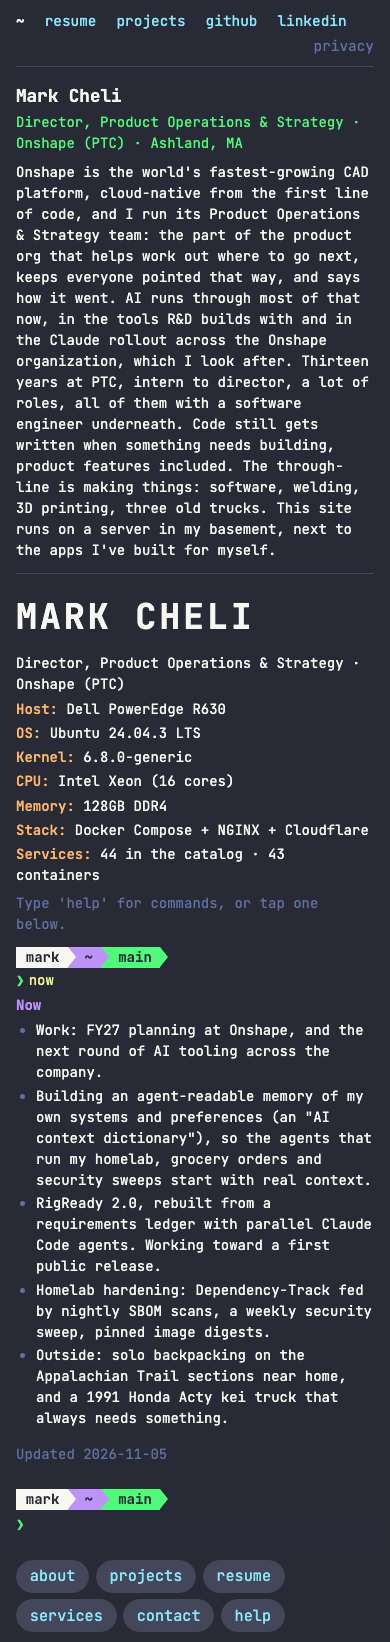 ~ resume projects github linkedin
privacy
Mark Cheli
Director, Product Operations & Strategy ·
Onshape (PTC) · Ashland, MA
Onshape is the world's fastest-growing CAD
platform, cloud-native from the first line
of code, and I run its Product Operations
& Strategy team: the part of the product
org that helps work out where to go next,
keeps everyone pointed that way, and says
how it went. AI runs through most of that
now, in the tools R&D builds with and in
the Claude rollout across the Onshape
organization, which I look after. Thirteen
years at PTC, intern to director, a lot of
roles, all of them with a software
engineer underneath. Code still gets
written when something needs building,
product features included. The through-
line is making things: software, welding,
3D printing, three old trucks. This site
runs on a server in my basement, next to
the apps I've built for myself.
MARK CHELI
Director, Product Operations & Strategy ·
Onshape (PTC)
Host: Dell PowerEdge R630
OS: Ubuntu 24.04.3 LTS
Kernel: 6.8.0-generic
CPU: Intel Xeon (16 cores)
Memory: 128GB DDR4
Stack: Docker Compose + NGINX + Cloudflare
Services: 44 in the catalog · 43
containers
Type 'help' for commands, or tap one
below.
mark ~ main
❯ now
Now
• Work: FY27 planning at Onshape, and the
next round of AI tooling across the
company.
• Building an agent-readable memory of my
own systems and preferences (an "AI
context dictionary"), so the agents that
run my homelab, grocery orders and
security sweeps start with real context.
• RigReady 2.0, rebuilt from a
requirements ledger with parallel Claude
Code agents. Working toward a first
public release.
• Homelab hardening: Dependency-Track fed
by nightly SBOM scans, a weekly security
sweep, pinned image digests.
• Outside: solo backpacking on the
Appalachian Trail sections near home,
and a 1991 Honda Acty kei truck that
always needs something.
Updated 2026-11-05
mark ~ main
❯
about projects resume
services contact help